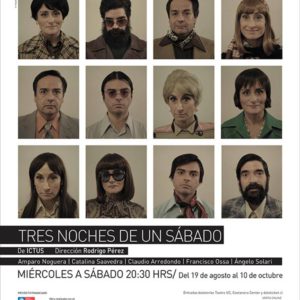 TRES NOCHES DE UN SÁBADO
De ICTUS Dirección Rodrigo Pérez
Amparo Noguera | Catalina Saavedra | Claudio Arredondo | Francisco Ossa | Ángelo Solari
MIÉRCOLES A SÁBADO 20:30 HRS/ Del 19 de agosto al 10 de octubre